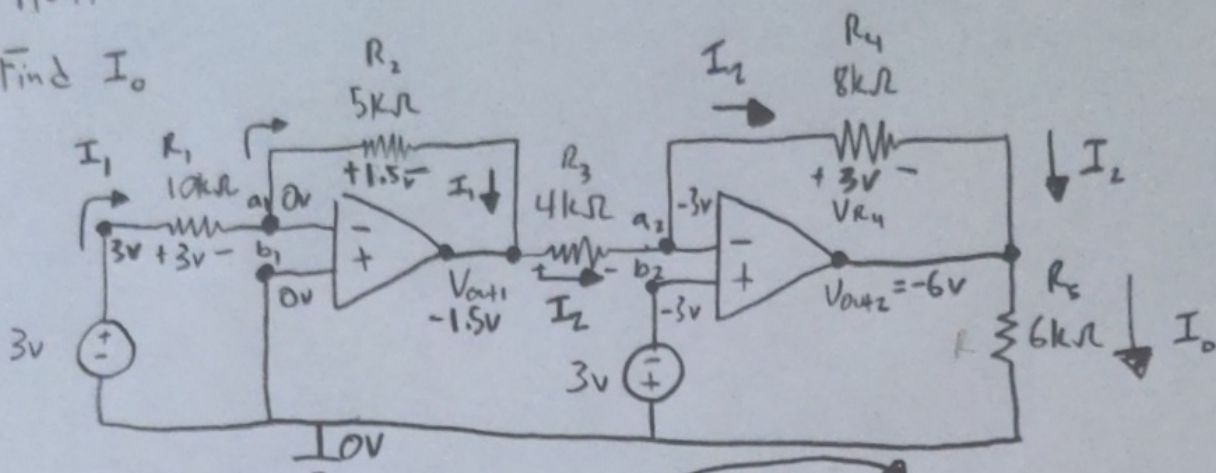 Find I₀
R₂
5kΩ
+1.5v-
I₁
R₁
10kΩ
a₁
0v
3v
+3v-
b₁
0v
-
+
I₁
Vout1
-1.5v
R₃
4kΩ
+ -
I₂
a₂
-3v
b₂
-3v
-
+
I₂
R₄
8kΩ
+ 3v -
VR₄
I₂
Vout2 = -6v
R₅
6kΩ
I₀
3v
+
-
3v
-
+
0V